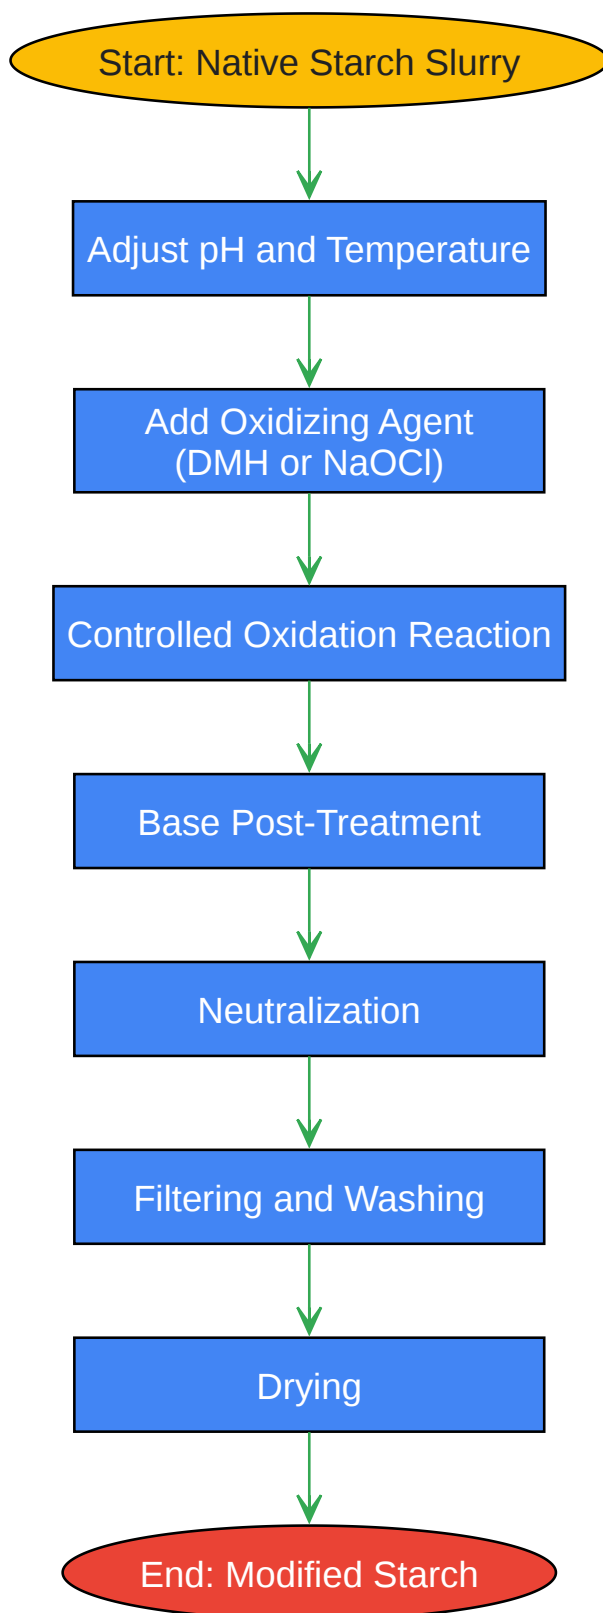 Start: Native Starch Slurry
Adjust pH and Temperature
Add Oxidizing Agent
(DMH or NaOCl)
Controlled Oxidation Reaction
Base Post-Treatment
Neutralization
Filtering and Washing
Drying
End: Modified Starch